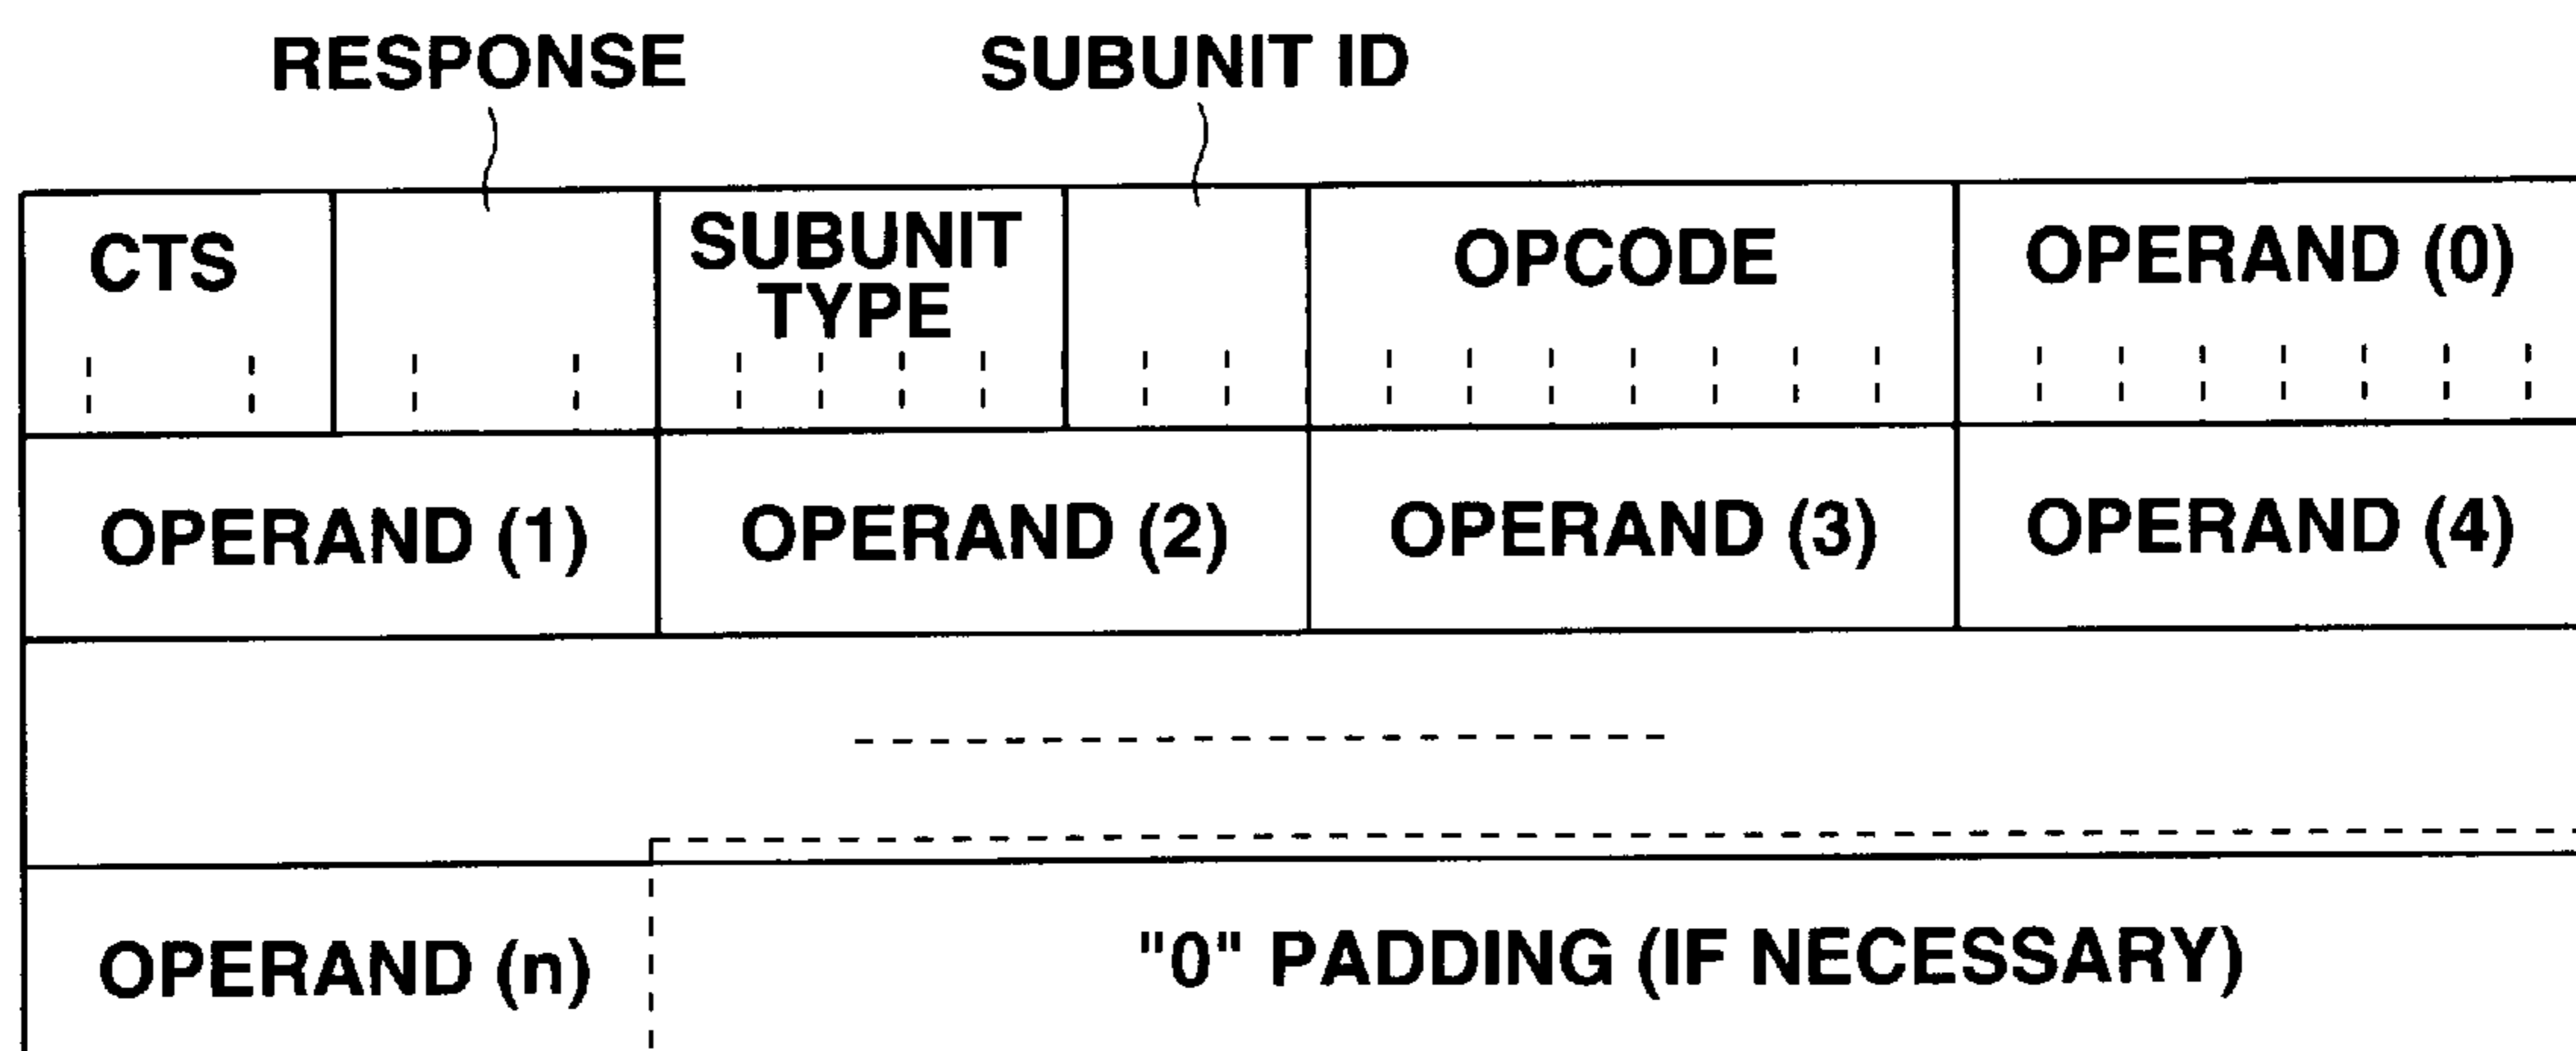 RESPONSE
SUBUNIT ID
CTS
SUBUNIT
TYPE
OPCODE
OPERAND (0)
OPERAND (1)
OPERAND (2)
OPERAND (3)
OPERAND (4)
OPERAND (n)
"0" PADDING (IF NECESSARY)